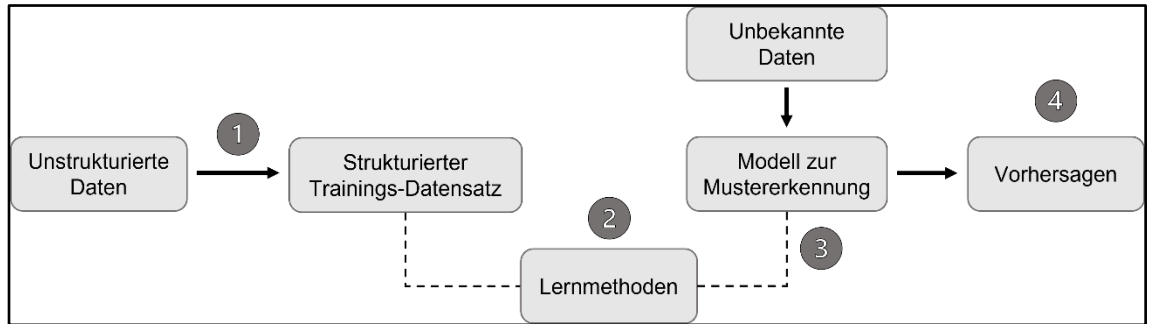 Unstrukturierte
Daten
1
Strukturierter
Trainings-Datensatz
2
Lernmethoden
3
Unbekannte
Daten
Modell zur
Mustererkennung
4
Vorhersagen